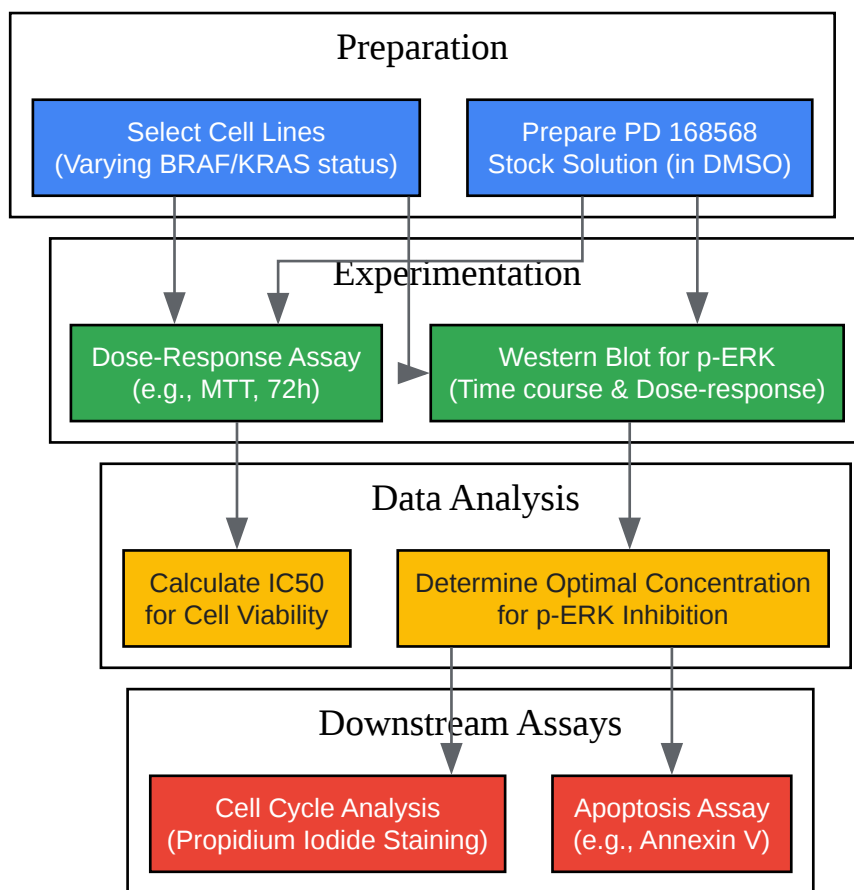 Preparation
Select Cell Lines
(Varying BRAF/KRAS status)
Prepare PD 168568
Stock Solution (in DMSO)
Experimentation
Dose-Response Assay
(e.g., MTT, 72h)
Western Blot for p-ERK
(Time course & Dose-response)
Data Analysis
Calculate IC50
for Cell Viability
Determine Optimal Concentration
for p-ERK Inhibition
Downstream Assays
Cell Cycle Analysis
(Propidium Iodide Staining)
Apoptosis Assay
(e.g., Annexin V)